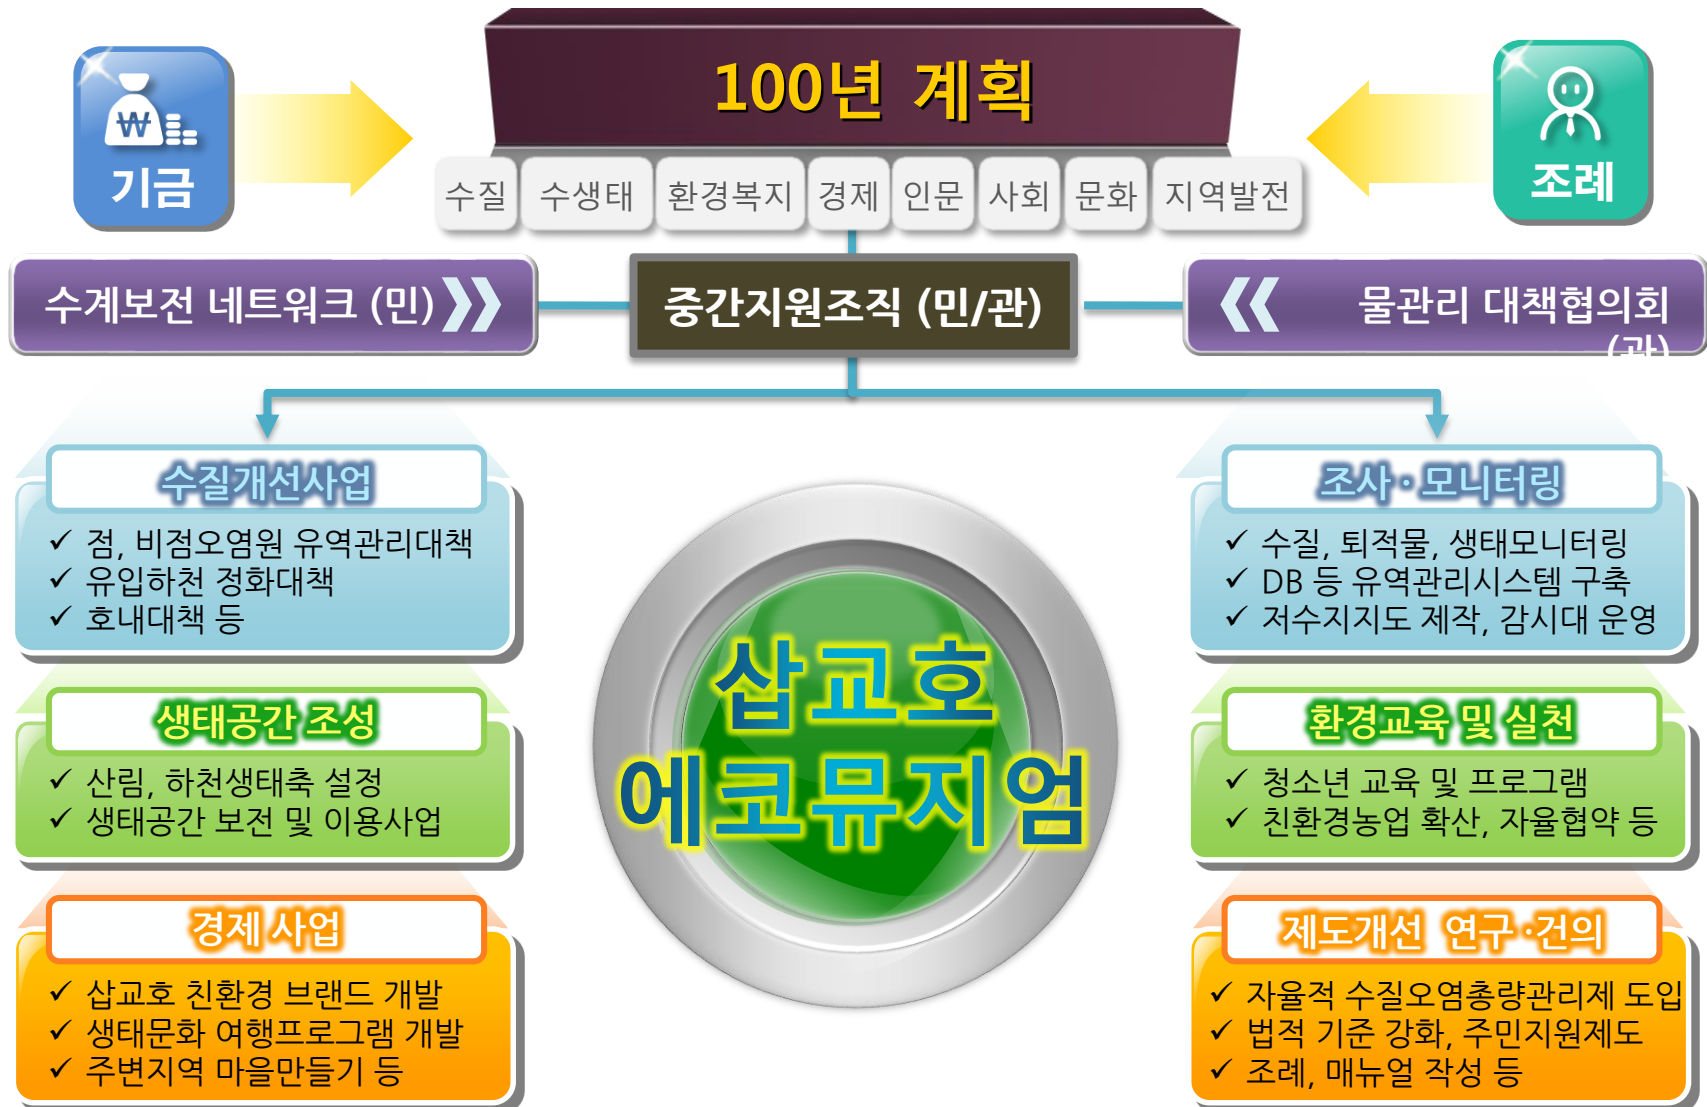 100년 계획
₩
기금
조례
수질 수생태 환경복지 경제 인문 사회 문화 지역발전
수계보전 네트워크 (민)
중간지원조직 (민/관)
물관리 대책협의회
(관)
수질개선사업
점, 비점오염원 유역관리대책
유입하천 정화대책
호내대책 등
생태공간 조성
산림, 하천생태축 설정
생태공간 보전 및 이용사업
경제 사업
삽교호 친환경 브랜드 개발
생태문화 여행프로그램 개발
주변지역 마을만들기 등
삽교호
에코뮤지엄
조사 · 모니터링
수질, 퇴적물, 생태모니터링
DB 등 유역관리시스템 구축
저수지지도 제작, 감시대 운영
환경교육 및 실천
청소년 교육 및 프로그램
친환경농업 확산, 자율협약 등
제도개선 연구 ·건의
자율적 수질오염총량관리제 도입
법적 기준 강화, 주민지원제도
조례, 매뉴얼 작성 등